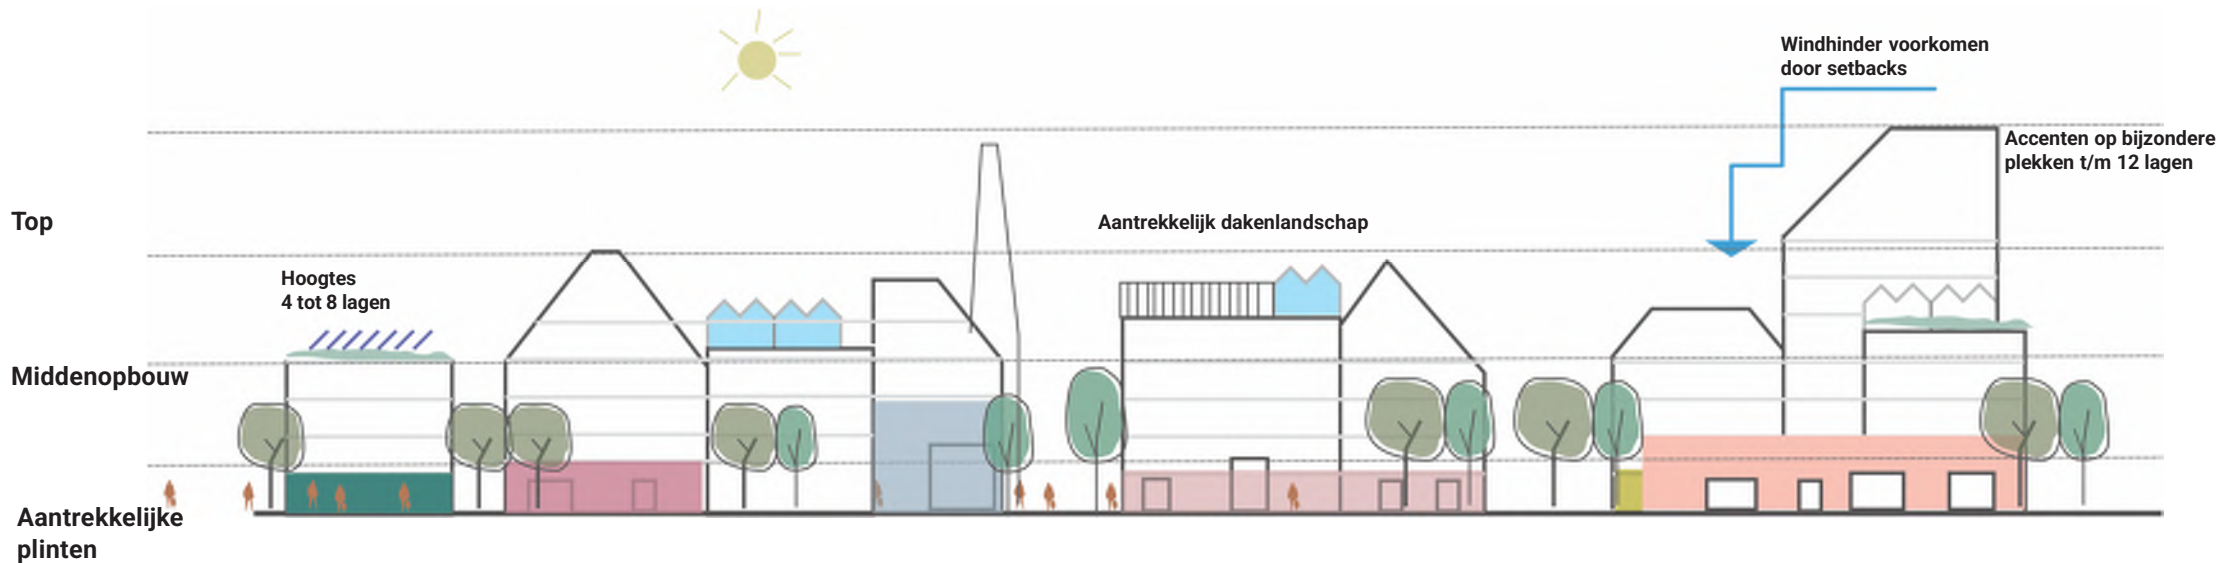 Windhinder voorkomen
door setbacks
Accenten op bijzondere
plekken t/m 12 lagen
Top
Aantrekkelijk dakenlandschap
Hoogtes
4 tot 8 lagen
Middenopbouw
Aantrekkelijke
plinten